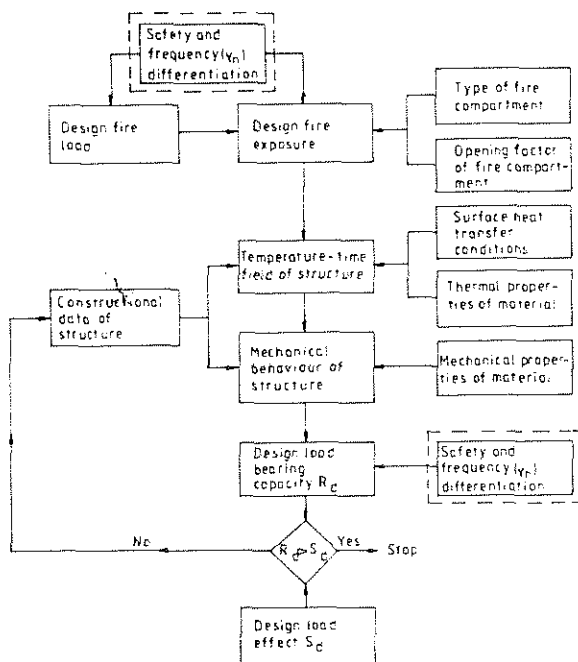 Safety and
frequency(γn)
differentiation
Design fire
load
Design fire
exposure
Type of fire
compartment
Opening factor
of fire compart-
ment
Surface heat
transfer
conditions
Temperature-time
field of structure
Thermal proper-
ties of material
Constructional
data of
structure
Mechanical
behaviour of
structure
Mechanical proper-
ties of material
Design load
bearing
capacity Rd
Safety and
frequency(γn)
differentiation
No
Rd>Sd
Yes
Stop
Design load
effect Sd